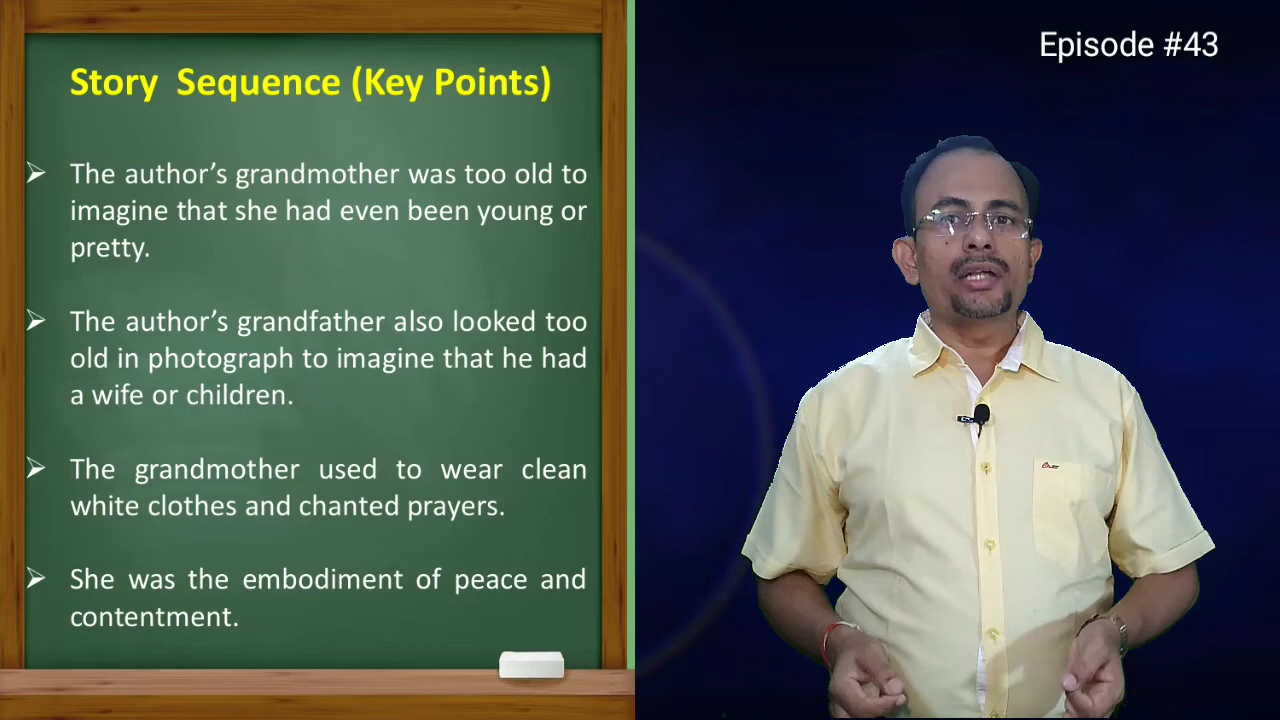 Episode #43
Story Sequence (Key Points)
➢ The author’s grandmother was too old to
imagine that she had even been young or
pretty.
➢ The author’s grandfather also looked too
old in photograph to imagine that he had
a wife or children.
➢ The grandmother used to wear clean
white clothes and chanted prayers.
➢ She was the embodiment of peace and
contentment.